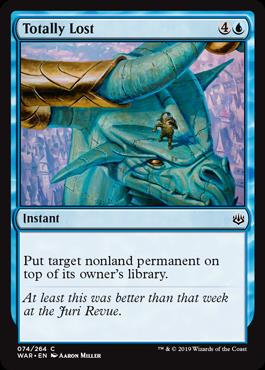 Totally Lost 4
Instant
Put target nonland permanent on
top of its owner's library.
At least this was better than that week
at the Juri Revue.
074/264 C
WAR • EN Aaron Miller
™ & © 2019 Wizards of the Coast